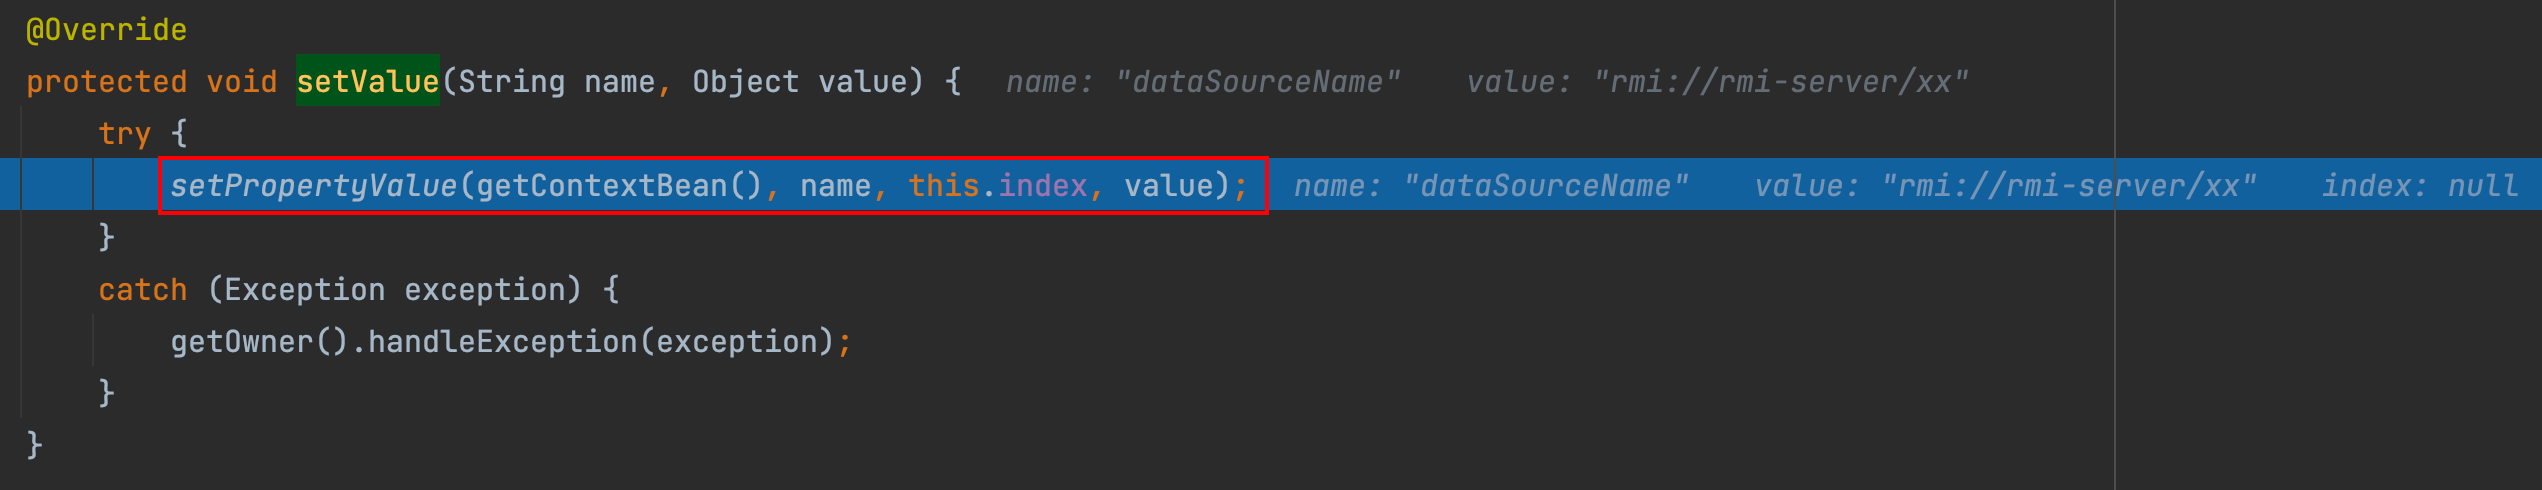 @Override
protected void setValue(String name, Object value) { name: "dataSourceName" value: "rmi://rmi-server/xx"
try {
setPropertyValue(getContextBean(), name, this.index, value); name: "dataSourceName" value: "rmi://rmi-server/xx" index: null
}
catch (Exception exception) {
getOwner().handleException(exception);
}
}